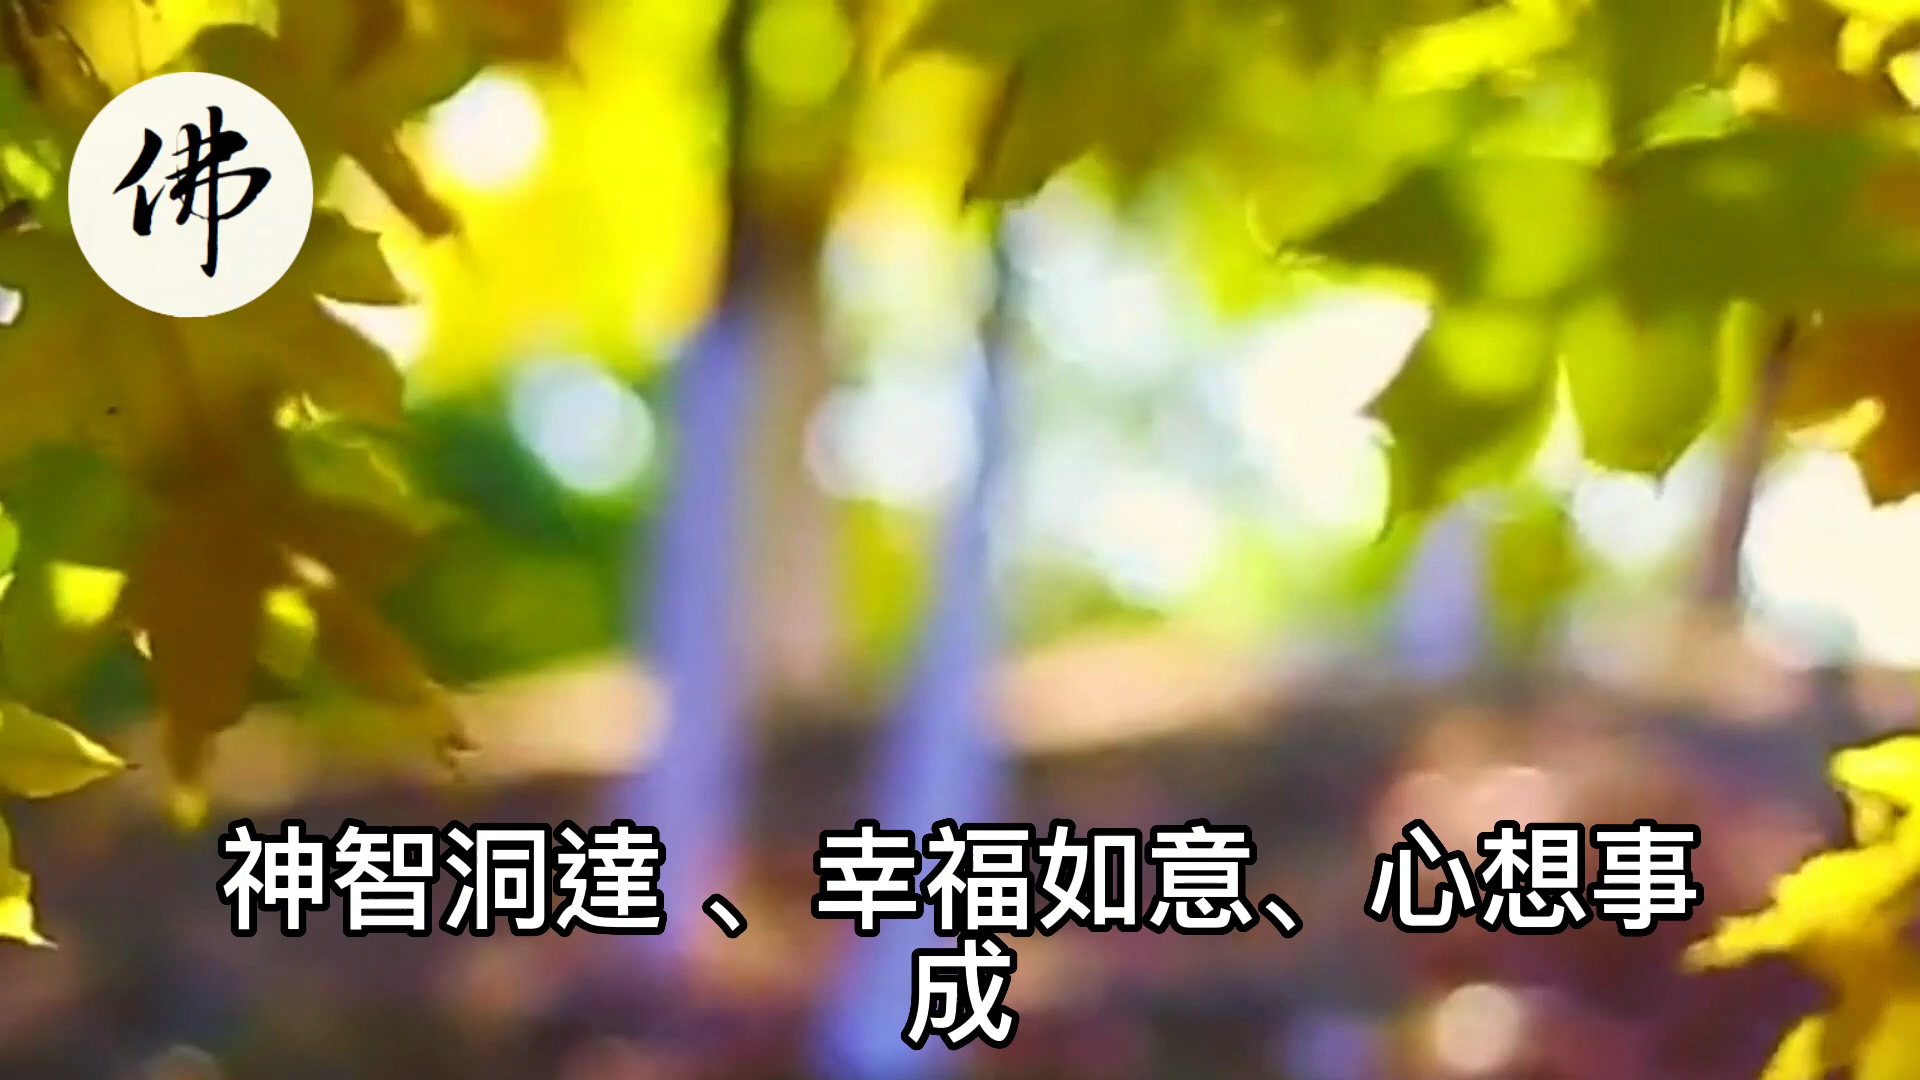 佛
神智洞達 、 幸福如意、心想事
成